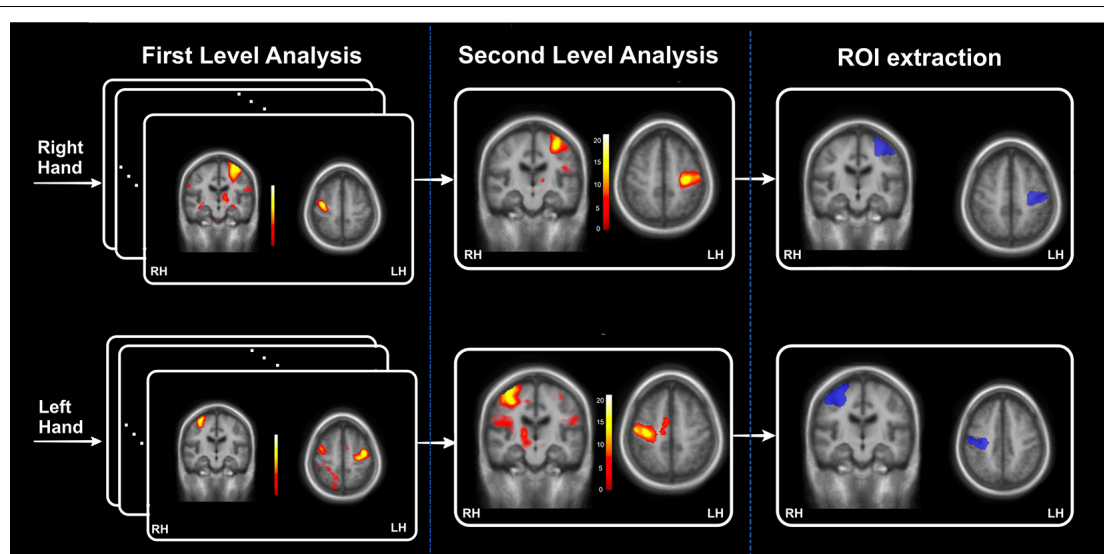 First Level Analysis
Second Level Analysis
ROI extraction
Right
Hand
RH
LH
20
15
10
5
0
RH
LH
RH
LH
Left
Hand
RH
LH
20
15
10
5
0
RH
LH
RH
LH